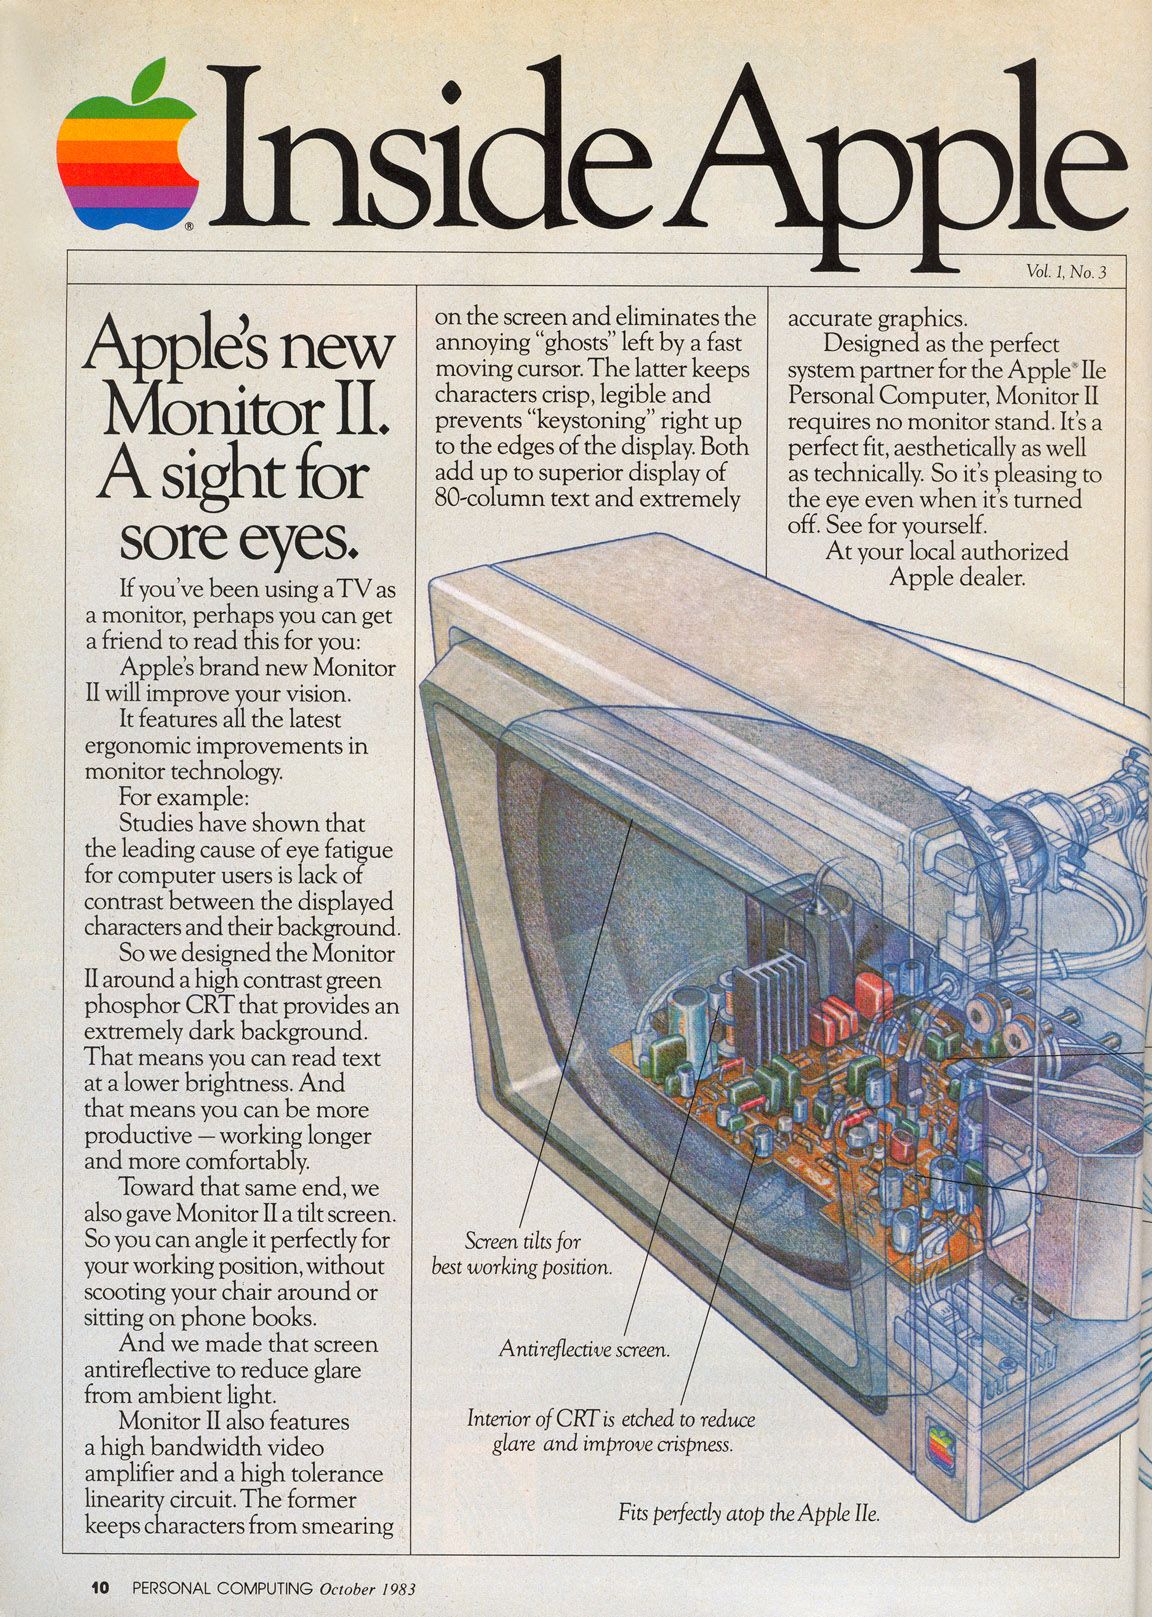 Inside Apple
®
Vol. 1, No. 3
Apple's new
Monitor II.
A sight for
sore eyes.
If you've been using a TV as
a monitor, perhaps you can get
a friend to read this for you:
Apple's brand new Monitor
II will improve your vision.
It features all the latest
ergonomic improvements in
monitor technology.
For example:
Studies have shown that
the leading cause of eye fatigue
for computer users is lack of
contrast between the displayed
characters and their background.
So we designed the Monitor
II around a high contrast green
phosphor CRT that provides an
extremely dark background.
That means you can read text
at a lower brightness. And
that means you can be more
productive — working longer
and more comfortably.
Toward that same end, we
also gave Monitor II a tilt screen.
So you can angle it perfectly for
your working position, without
scooting your chair around or
sitting on phone books.
And we made that screen
antireflective to reduce glare
from ambient light.
Monitor II also features
a high bandwidth video
amplifier and a high tolerance
linearity circuit. The former
keeps characters from smearing
on the screen and eliminates the
annoying “ghosts” left by a fast
moving cursor. The latter keeps
characters crisp, legible and
prevents “keystoning” right up
to the edges of the display. Both
add up to superior display of
80-column text and extremely
accurate graphics.
Designed as the perfect
system partner for the Apple® IIe
Personal Computer, Monitor II
requires no monitor stand. It's a
perfect fit, aesthetically as well
as technically. So it's pleasing to
the eye even when it's turned
off. See for yourself.
At your local authorized
Apple dealer.
Screen tilts for
best working position.
Antireflective screen.
Interior of CRT is etched to reduce
glare and improve crispness.
Fits perfectly atop the Apple IIe.
10 PERSONAL COMPUTING October 1983